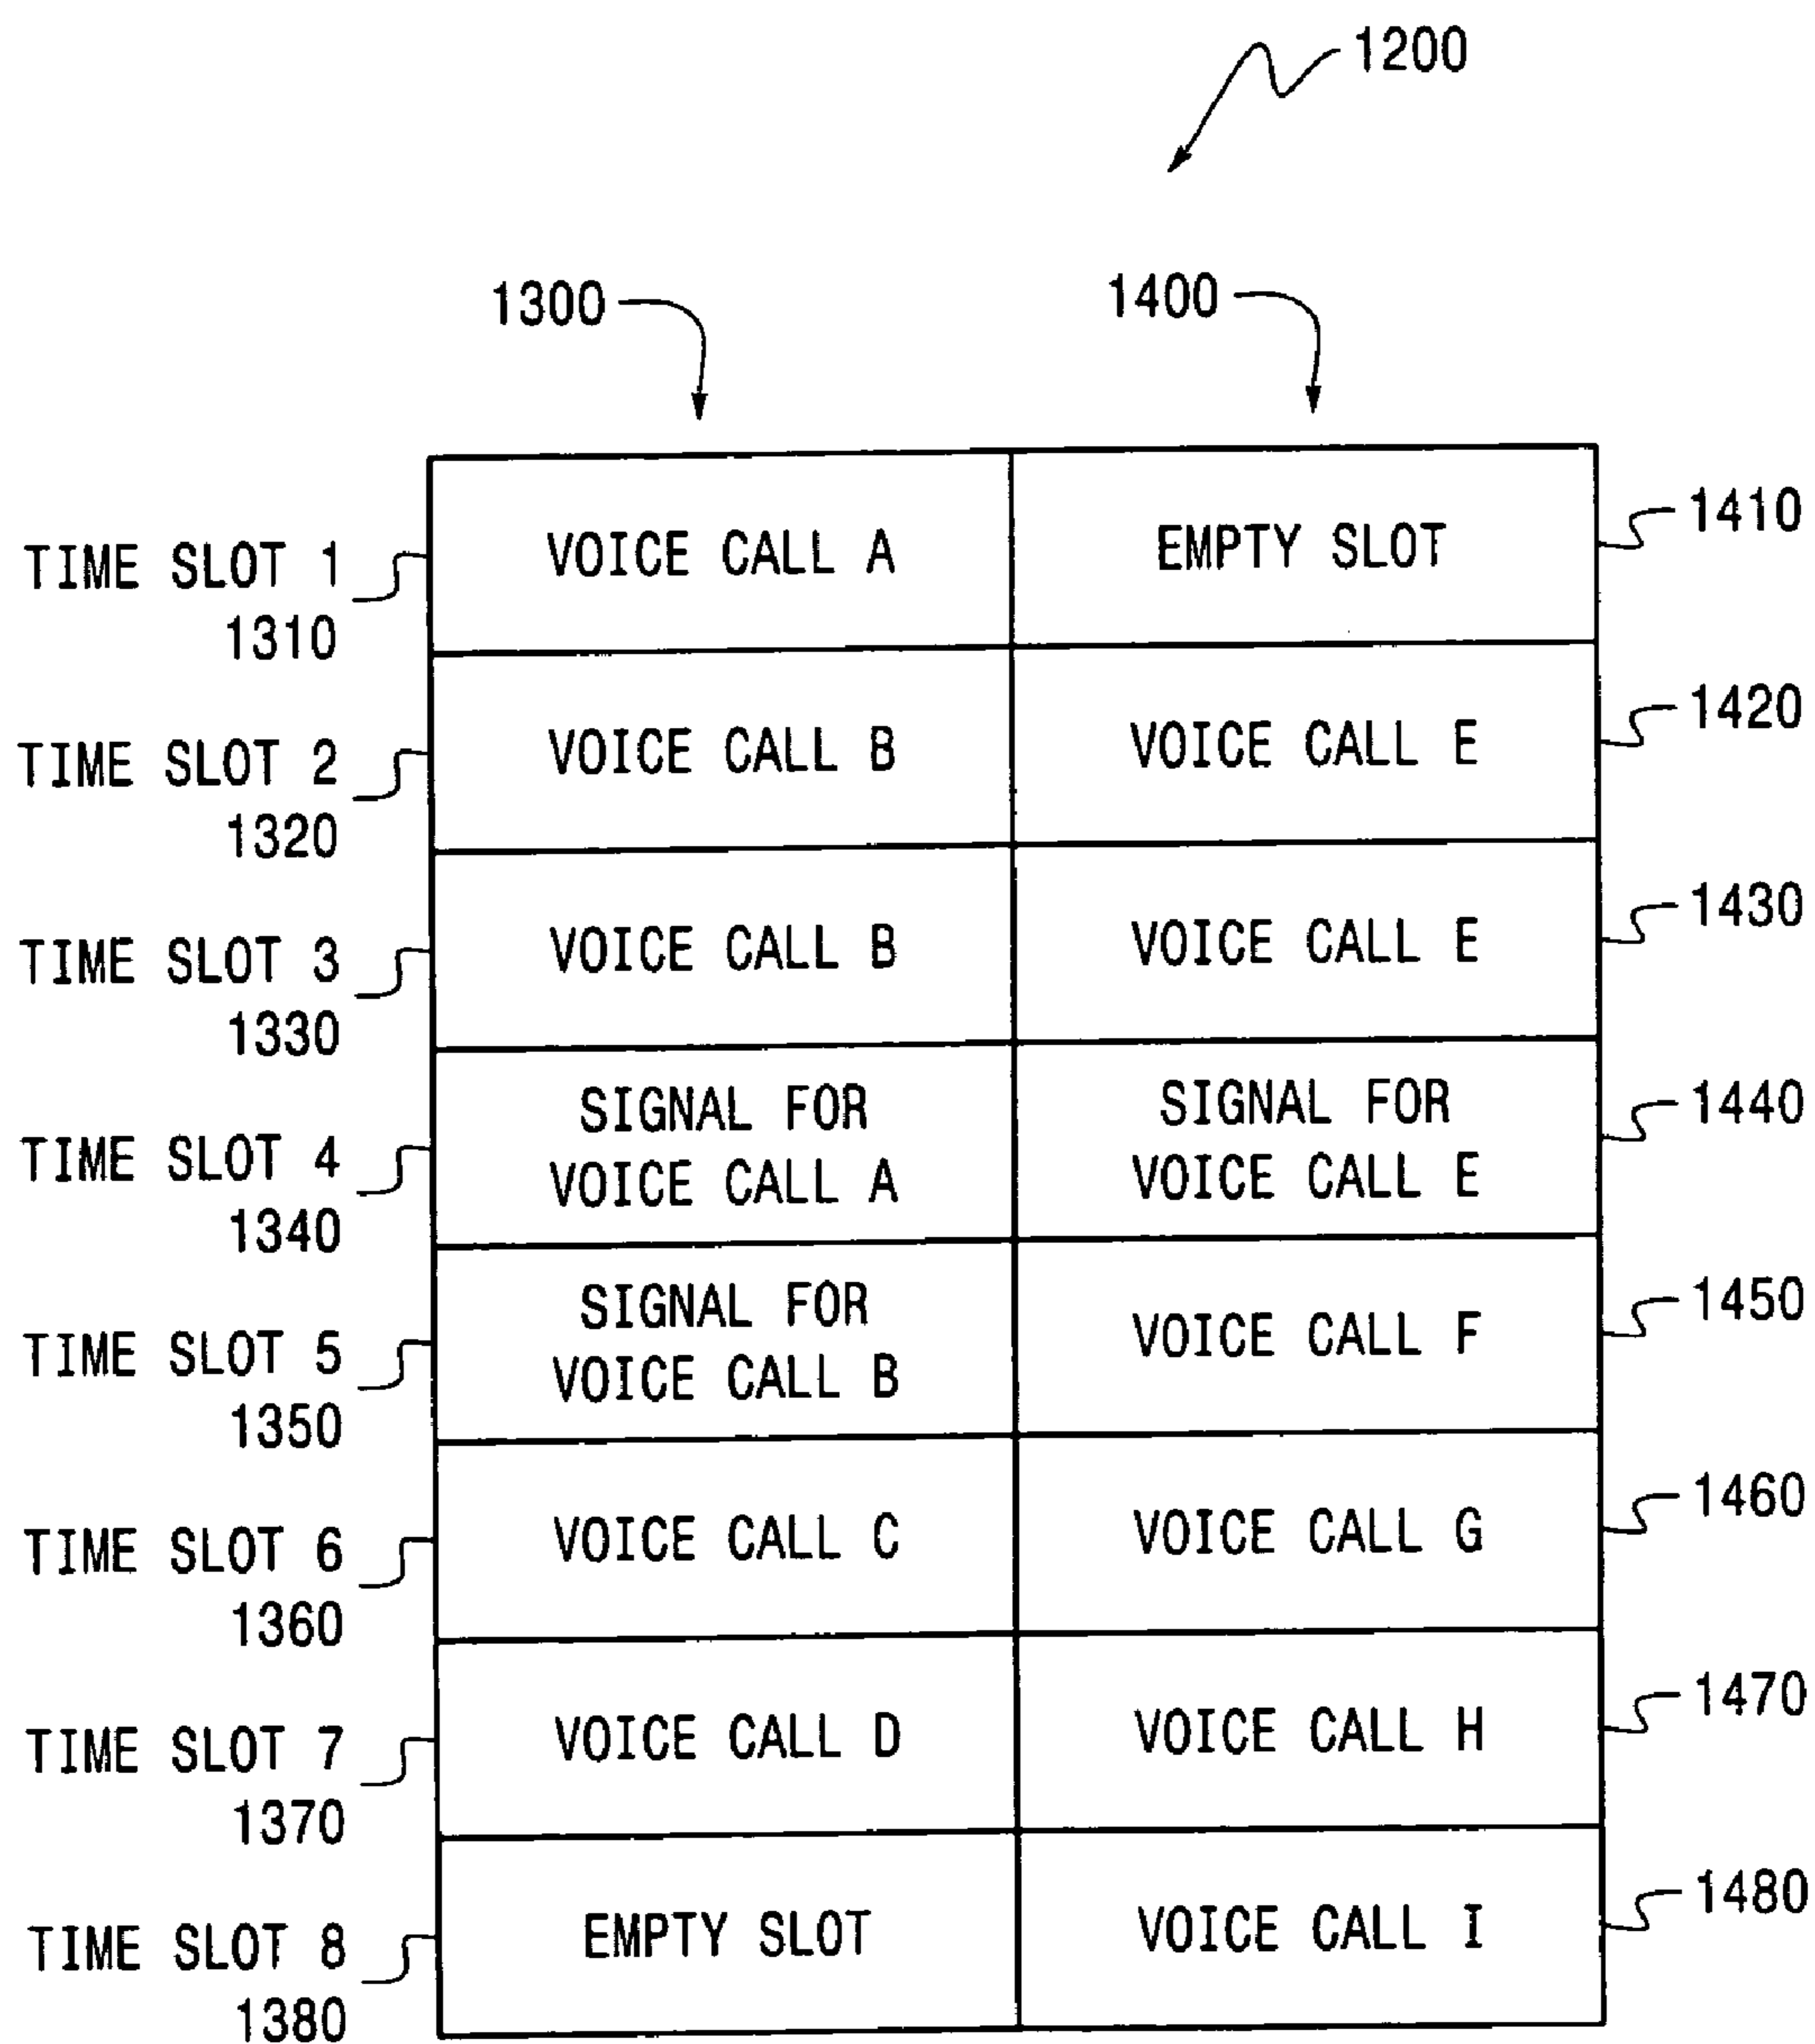 1200
1300
1400
TIME SLOT 1
1310
VOICE CALL A
EMPTY SLOT
1410
TIME SLOT 2
1320
VOICE CALL B
VOICE CALL E
1420
TIME SLOT 3
1330
VOICE CALL B
VOICE CALL E
1430
TIME SLOT 4
1340
SIGNAL FOR
VOICE CALL A
SIGNAL FOR
VOICE CALL E
1440
TIME SLOT 5
1350
SIGNAL FOR
VOICE CALL B
VOICE CALL F
1450
TIME SLOT 6
1360
VOICE CALL C
VOICE CALL G
1460
TIME SLOT 7
1370
VOICE CALL D
VOICE CALL H
1470
TIME SLOT 8
1380
EMPTY SLOT
VOICE CALL I
1480